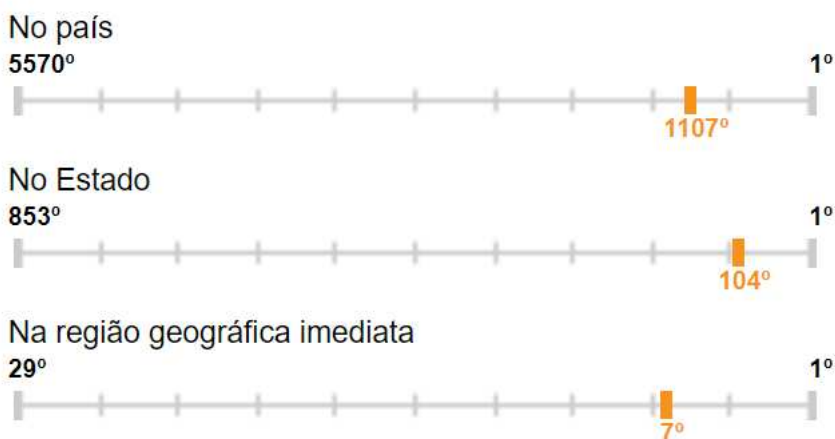 No país
5570º 1º
1107º
No Estado
853º 1º
104º
Na região geográfica imediata
29º 1º
7º